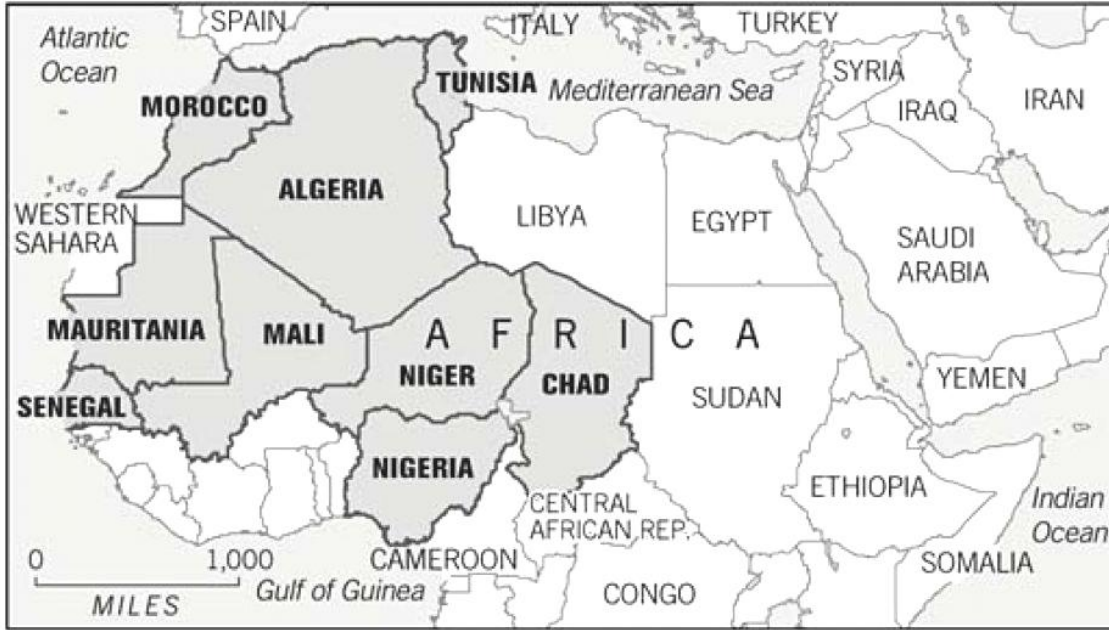 SPAIN
ITALY
TURKEY
Atlantic
Ocean
TUNISIA
Mediterranean Sea
SYRIA
IRAQ
IRAN
MOROCCO
ALGERIA
LIBYA
EGYPT
SAUDI
ARABIA
WESTERN
SAHARA
MAURITANIA
MALI
AFRICA
NIGER
CHAD
SUDAN
YEMEN
SENEGAL
NIGERIA
ETHIOPIA
CENTRAL
AFRICAN REP.
Indian
Ocean
CAMEROON
SOMALIA
0 1,000
MILES
Gulf of Guinea
CONGO